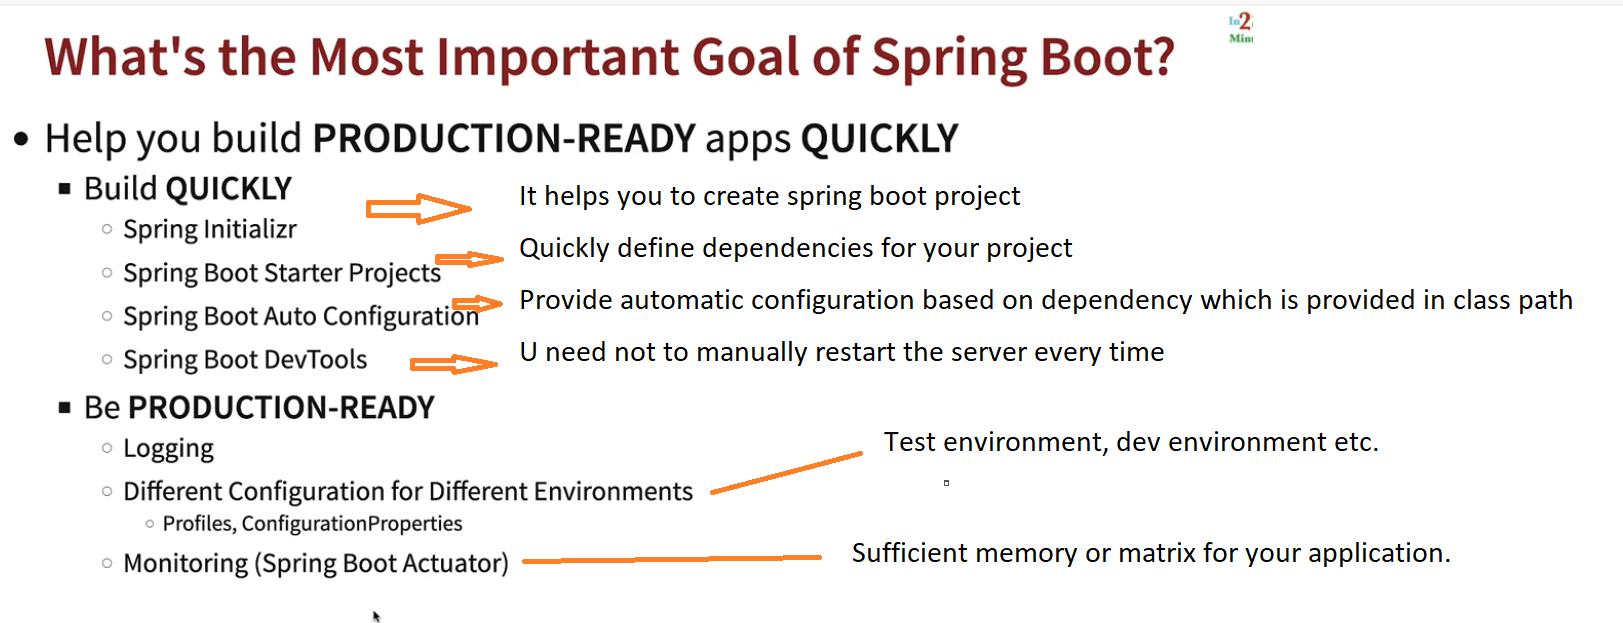 In2
What's the Most Important Goal of Spring Boot?
Help you build PRODUCTION-READY apps QUICKLY
Build QUICKLY
It helps you to create spring boot project
Spring Initializr
Quickly define dependencies for your project
Spring Boot Starter Projects
Provide automatic configuration based on dependency which is provided in class path
Spring Boot Auto Configuration
U need not to manually restart the server every time
Spring Boot DevTools
Be PRODUCTION-READY
Test environment, dev environment etc.
Logging
Different Configuration for Different Environments
Profiles, ConfigurationProperties
Sufficient memory or matrix for your application.
Monitoring (Spring Boot Actuator)